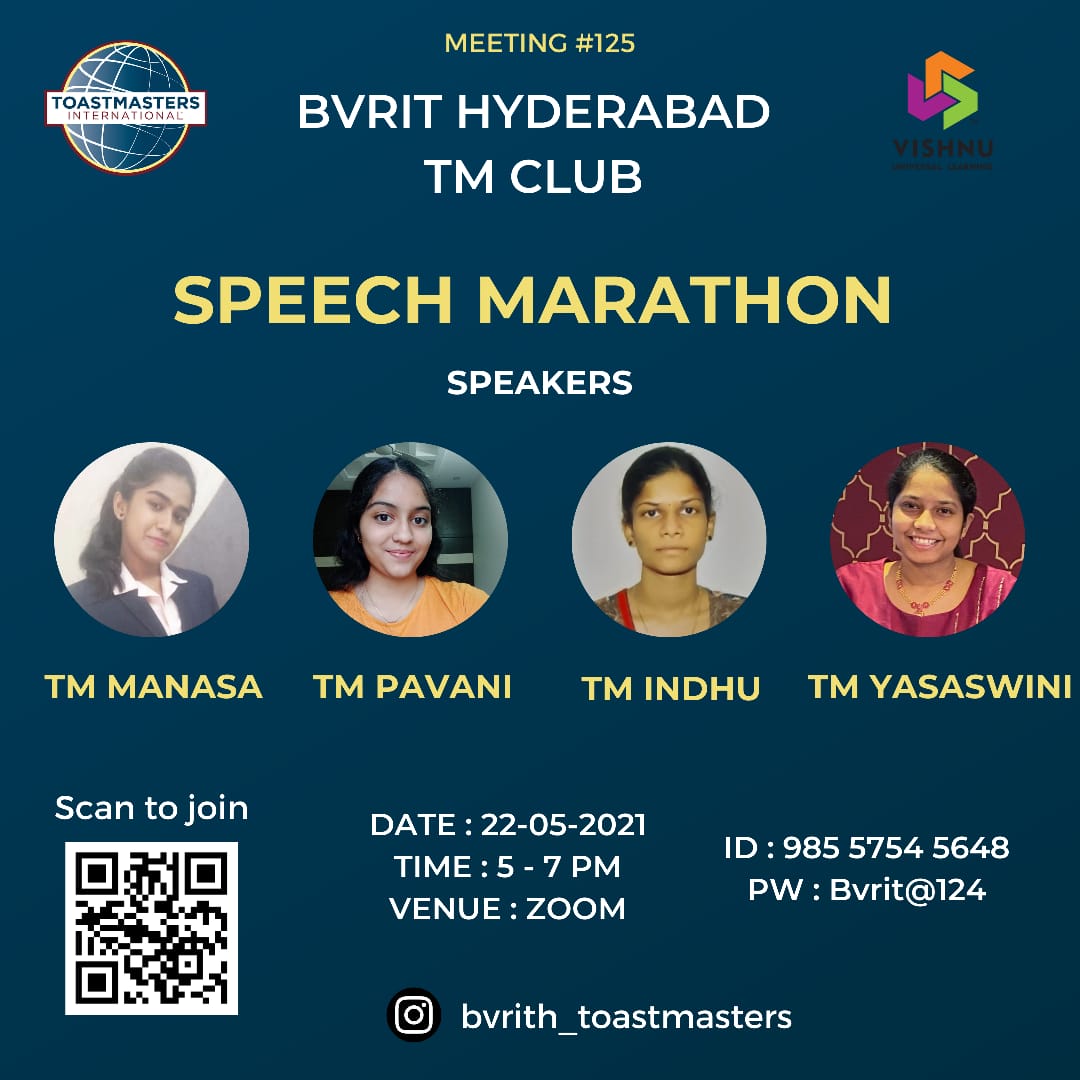 MEETING #125
TOASTMASTERS
INTERNATIONAL
BVRIT HYDERABAD
TM CLUB
VISHNU
UNIVERSAL LEARNING
SPEECH MARATHON
SPEAKERS
TM MANASA
TM PAVANI
TM INDHU
TM YASASWINI
Scan to join
DATE : 22-05-2021
TIME : 5 - 7 PM
VENUE : ZOOM
ID : 985 5754 5648
PW : Bvrit@124
bvrith_toastmasters